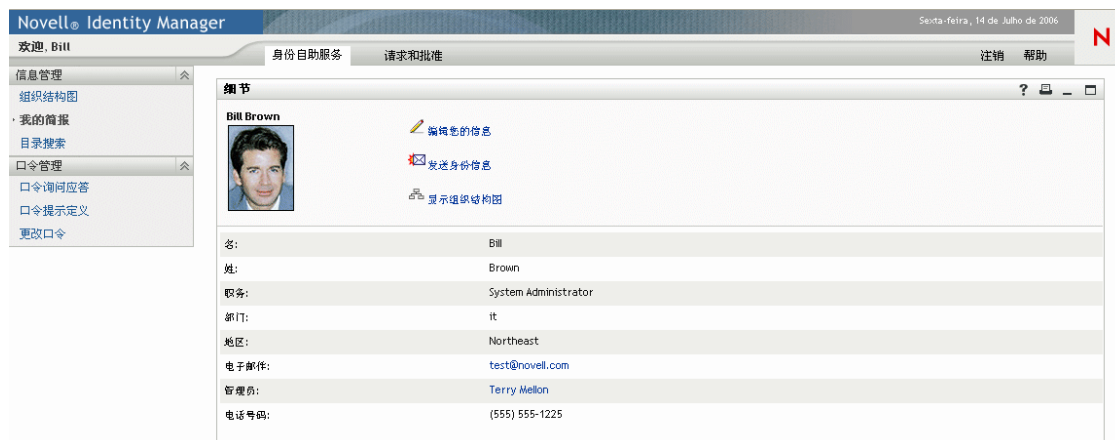 Novell® Identity Manager
Sexta-feira, 14 de Julho de 2006
N
欢迎, Bill
身份自助服务
请求和批准
注销
帮助
信息管理
组织结构图
· 我的简报
目录搜索
口令管理
口令询问应答
口令提示定义
更改口令
细节
?
Bill Brown
编辑您的信息
发送身份信息
显示组织结构图
名: Bill
姓: Brown
职务: System Administrator
部门: it
地区: Northeast
电子邮件: test@novell.com
管理员: Terry Mellon
电话号码: (555) 555-1225